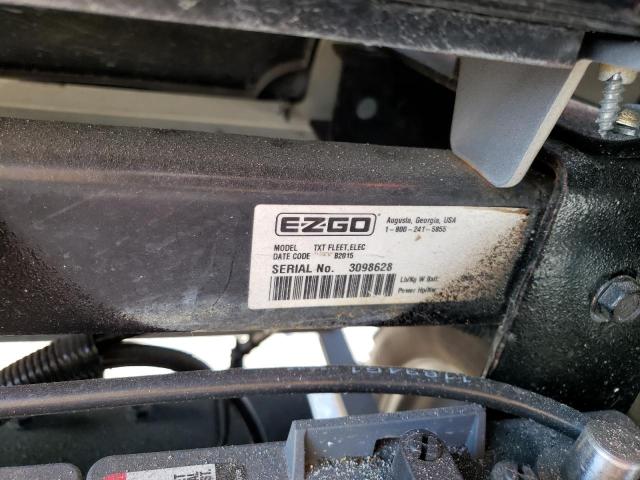 E-Z-GO
Augusta, Georgia, USA
1-800-241-5855
MODEL TXT FLEET,ELEC
DATE CODE B2015
SERIAL No. 3098628
Lb/Kg W Batt:
Power Hp/Kw: